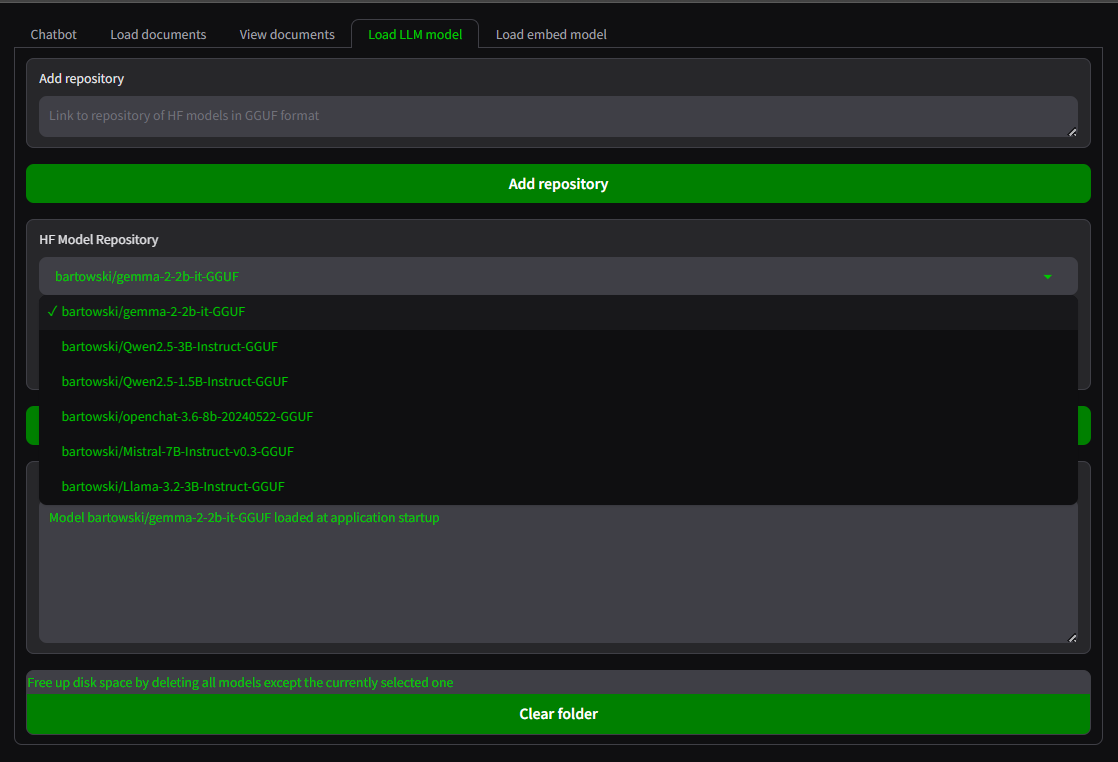 Chatbot Load documents View documents Load LLM model Load embed model
Add repository
Link to repository of HF models in GGUF format
Add repository
HF Model Repository
bartowski/gemma-2-2b-it-GGUF
✓ bartowski/gemma-2-2b-it-GGUF
bartowski/Qwen2.5-3B-Instruct-GGUF
bartowski/Qwen2.5-1.5B-Instruct-GGUF
bartowski/openchat-3.6-8b-20240522-GGUF
bartowski/Mistral-7B-Instruct-v0.3-GGUF
bartowski/Llama-3.2-3B-Instruct-GGUF
Model bartowski/gemma-2-2b-it-GGUF loaded at application startup
Free up disk space by deleting all models except the currently selected one
Clear folder